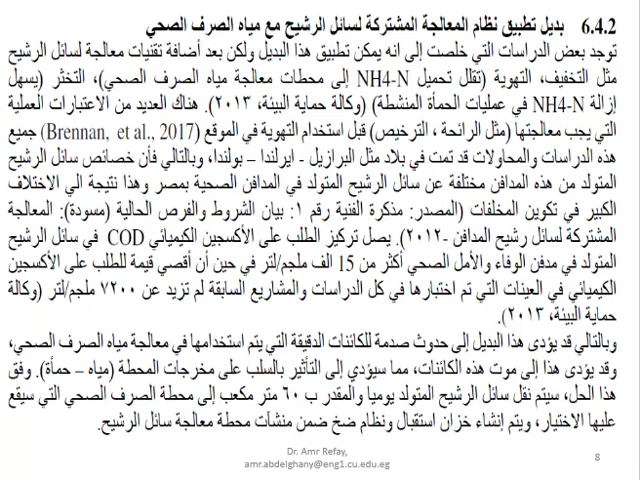 6.4.2 بديل تطبيق نظام المعالجة المشتركة لسائل الرشيح مع مياه الصرف الصحي
توجد بعض الدراسات التي خلصت إلى انه يمكن تطبيق هذا البديل ولكن بعد أضافة تقنيات معالجة لسائل الرشيح
مثل التخفيف، التهوية (تقلل تحميل NH4-N إلى محطات معالجة مياه الصرف الصحي)، التخثر (يسهل
إزالة NH4-N في عمليات الحمأة المنشطة) (وكالة حماية البيئة، ٢٠١٣). هناك العديد من الاعتبارات العملية
التي يجب معالجتها (مثل الرائحة ، الترخيص) قبل استخدام التهوية في الموقع (Brennan, et al., 2017) جميع
هذه الدراسات والمحاولات قد تمت في بلاد مثل البرازيل - ايرلندا – بولندا، وبالتالي فأن خصائص سائل الرشيح
المتولد من هذه المدافن مختلفة عن سائل الرشيح المتولد في المدافن الصحية بمصر وهذا نتيجة الي الاختلاف
الكبير في تكوين المخلفات (المصدر: مذكرة الفنية رقم ١: بيان الشروط والفرص الحالية (مسودة): المعالجة
المشتركة لسائل رشيح المدافن -٢٠١٢). يصل تركيز الطلب على الأكسجين الكيميائي COD في سائل الرشيح
المتولد في مدفن الوفاء والأمل الصحي أكثر من 15 الف ملجم/لتر في حين أن أقصي قيمة للطلب على الأكسجين
الكيميائي في العينات التي تم اختبارها في كل الدراسات والمشاريع السابقة لم تزيد عن ٧٢٠٠ ملجم/لتر (وكالة
حماية البيئة، ٢٠١٣).
وبالتالي قد يؤدى هذا البديل إلى حدوث صدمة للكائنات الدقيقة التي يتم استخدامها في معالجة مياه الصرف الصحي،
وقد يؤدى هذا إلى موت هذه الكائنات، مما سيؤدي إلى التأثير بالسلب على مخرجات المحطة (مياه – حمأة). وفق
هذا الحل، سيتم نقل سائل الرشيح المتولد يوميا والمقدر ب ٦٠ متر مكعب إلى محطة الصرف الصحي التي سيقع
عليها الاختيار، ويتم إنشاء خزان استقبال ونظام ضخ ضمن منشآت محطة معالجة سائل الرشيح.
Dr. Amr Refay,
amr.abdelghany@eng1.cu.edu.eg
8